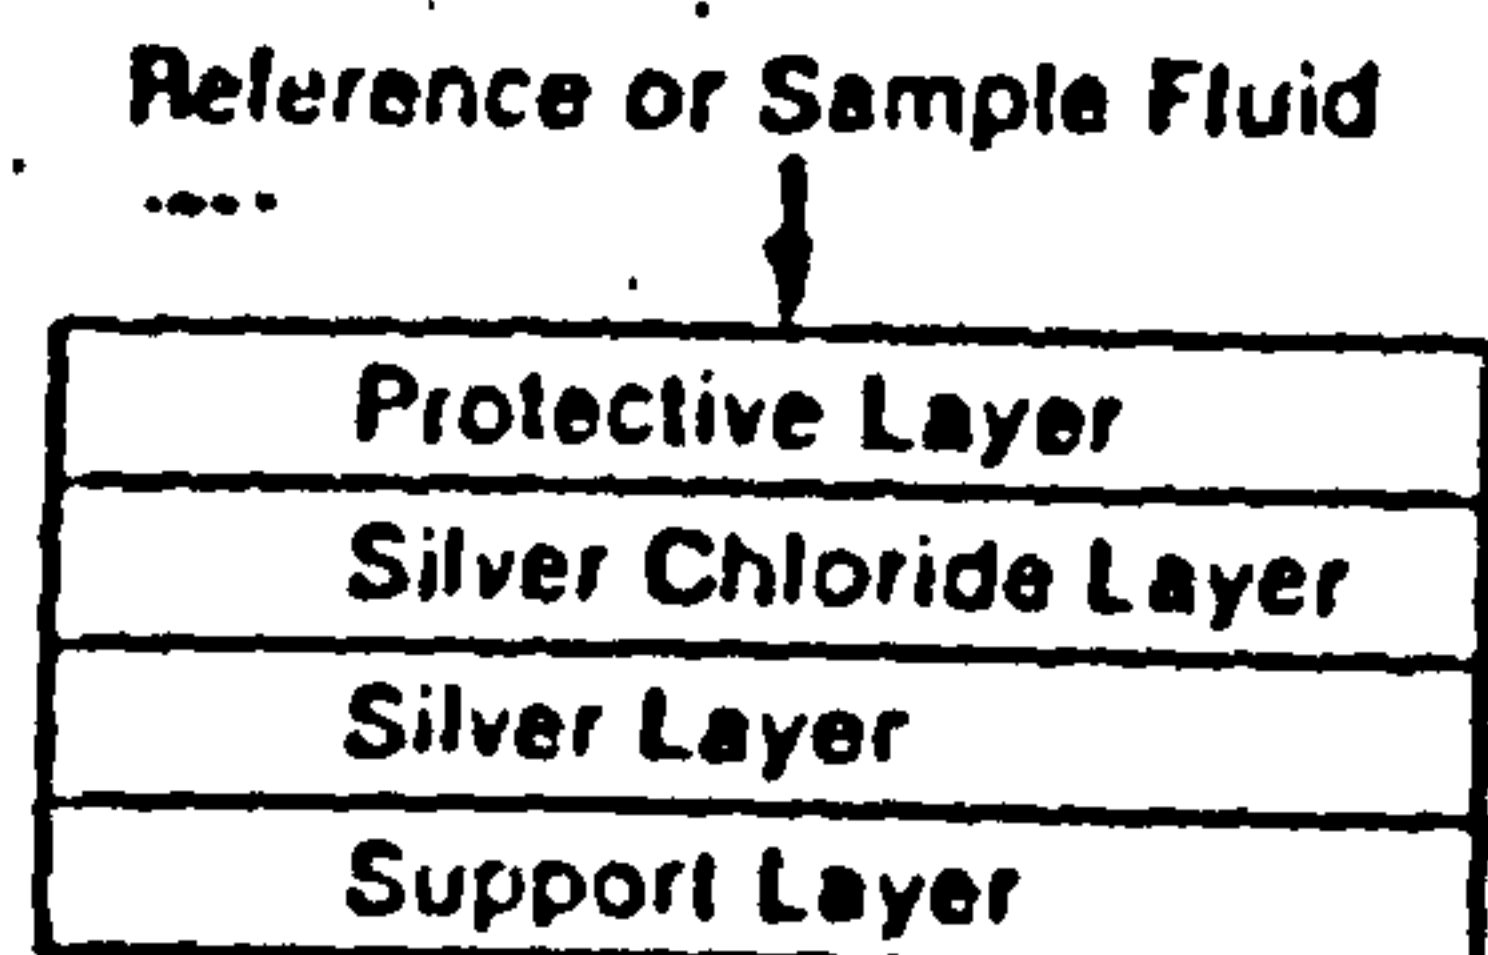 Reference or Sample Fluid
Protective Layer
Silver Chloride Layer
Silver Layer
Support Layer